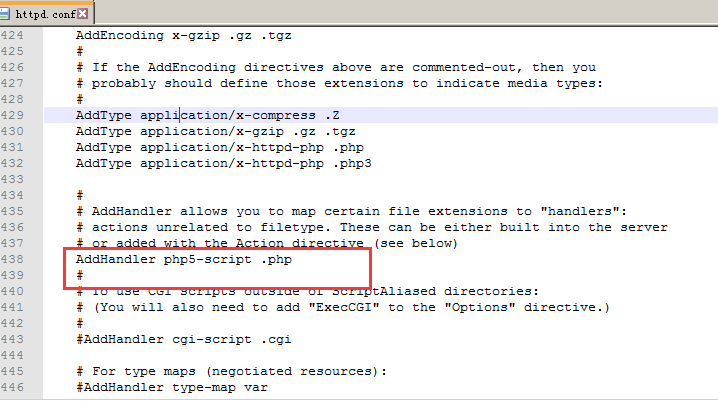 httpd.conf
424 AddEncoding x-gzip .gz .tgz
425 #
426 # If the AddEncoding directives above are commented-out, then you
427 # probably should define those extensions to indicate media types:
428 #
429 AddType application/x-compress .Z
430 AddType application/x-gzip .gz .tgz
431 AddType application/x-httpd-php .php
432 AddType application/x-httpd-php .php3
433
434 #
435 # AddHandler allows you to map certain file extensions to "handlers":
436 # actions unrelated to filetype. These can be either built into the server
437 # or added with the Action directive (see below)
438 AddHandler php5-script .php
439 #
440 # To use CGI scripts outside of ScriptAliased directories:
441 # (You will also need to add "ExecCGI" to the "Options" directive.)
442 #
443 #AddHandler cgi-script .cgi
444
445 # For type maps (negotiated resources):
446 #AddHandler type-map var